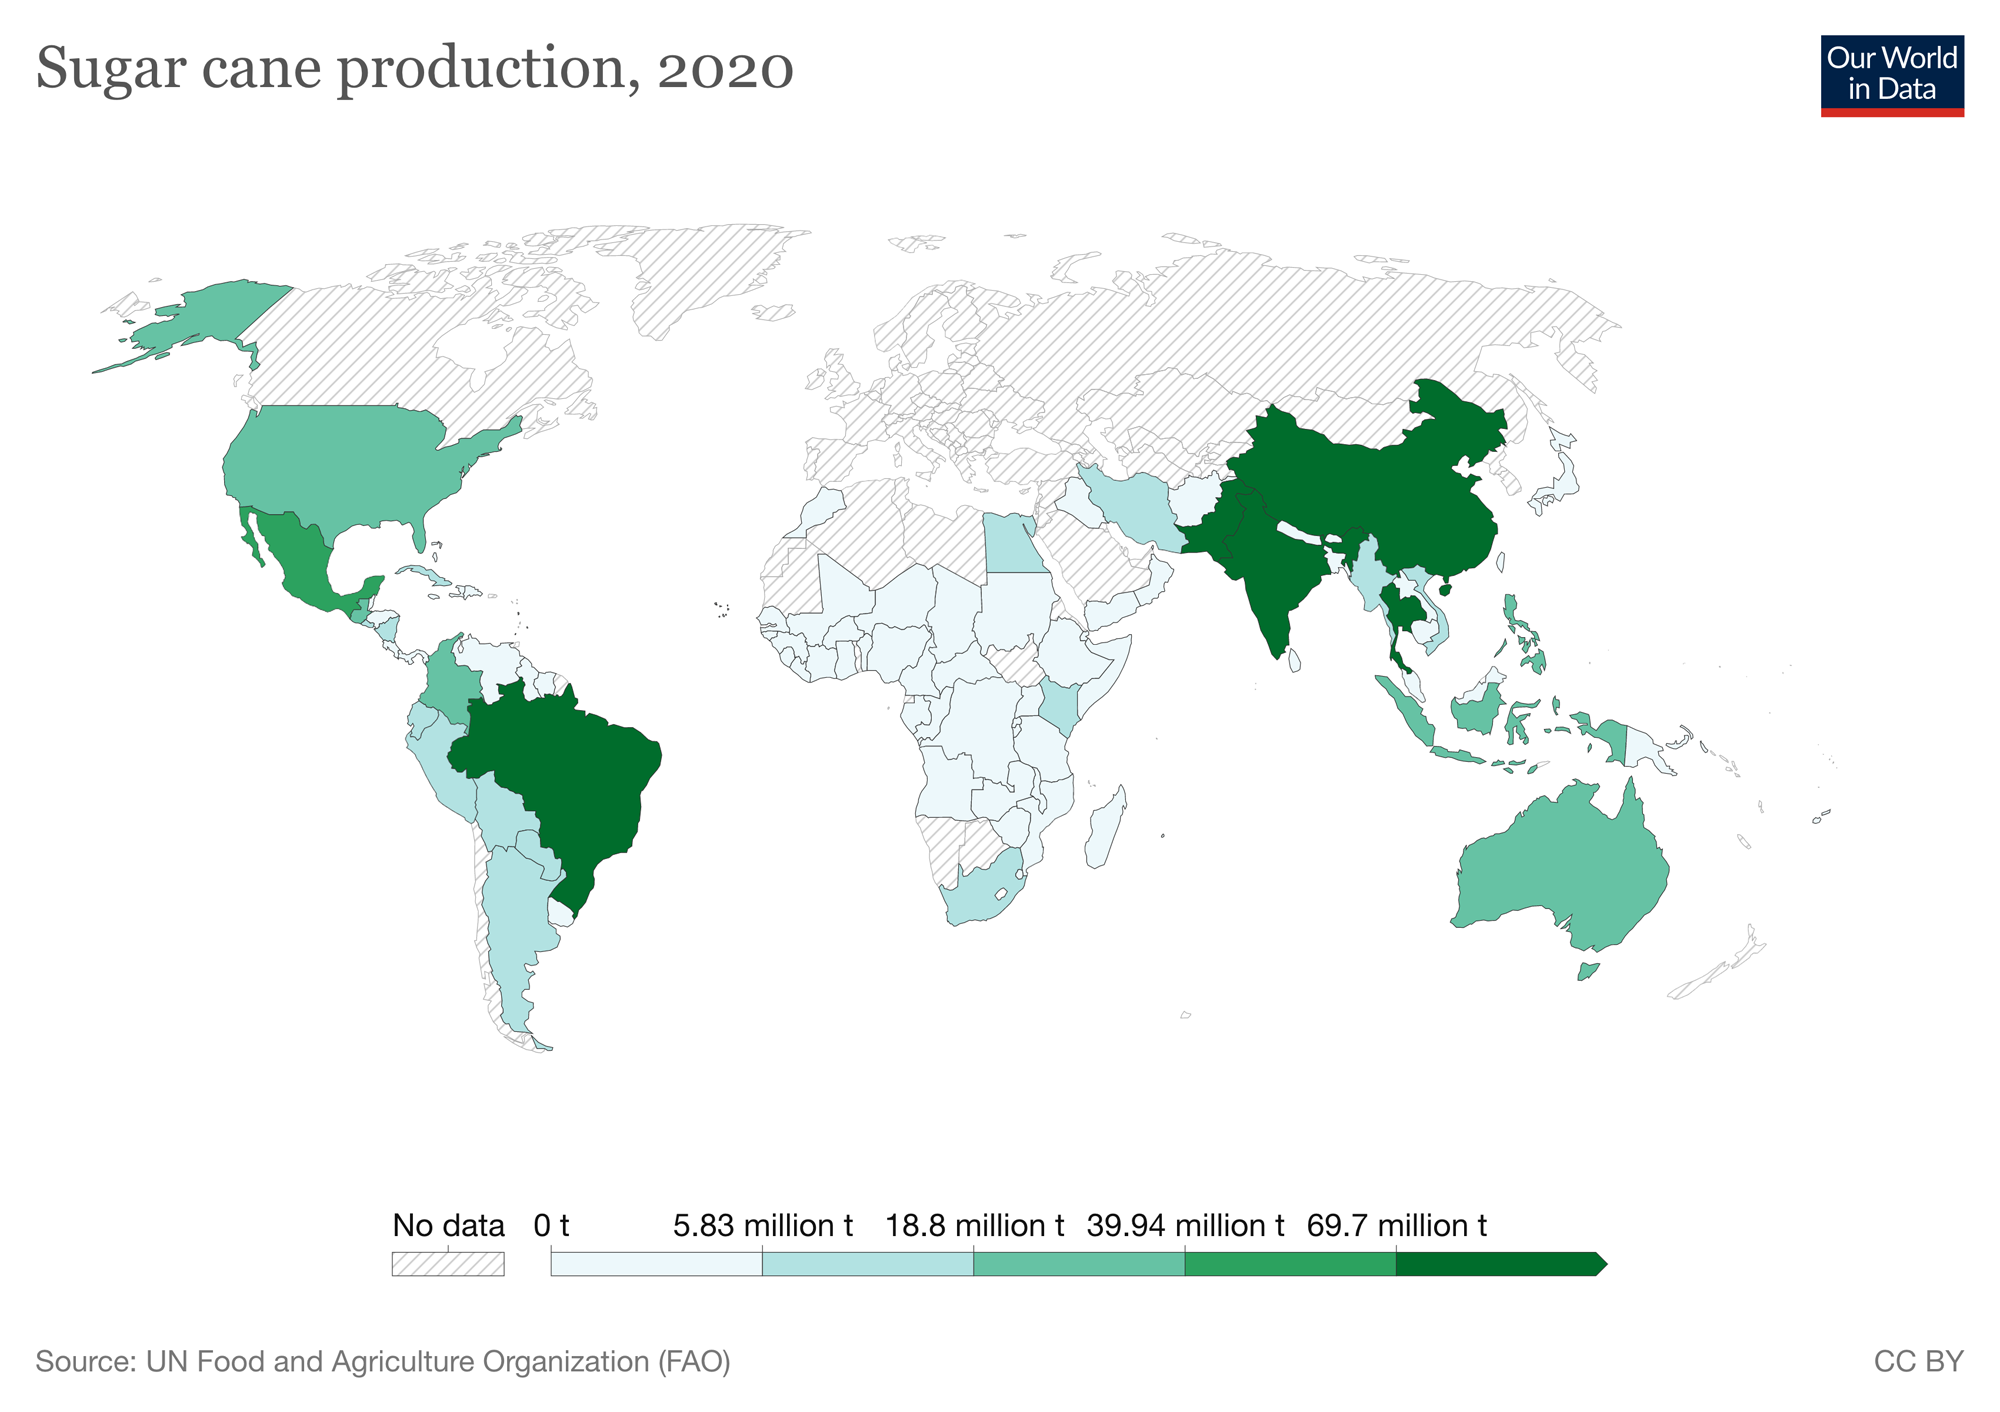 Sugar cane production, 2020
Our World
in Data
No data
0 t
5.83 million t
18.8 million t
39.94 million t
69.7 million t
Source: UN Food and Agriculture Organization (FAO)
CC BY